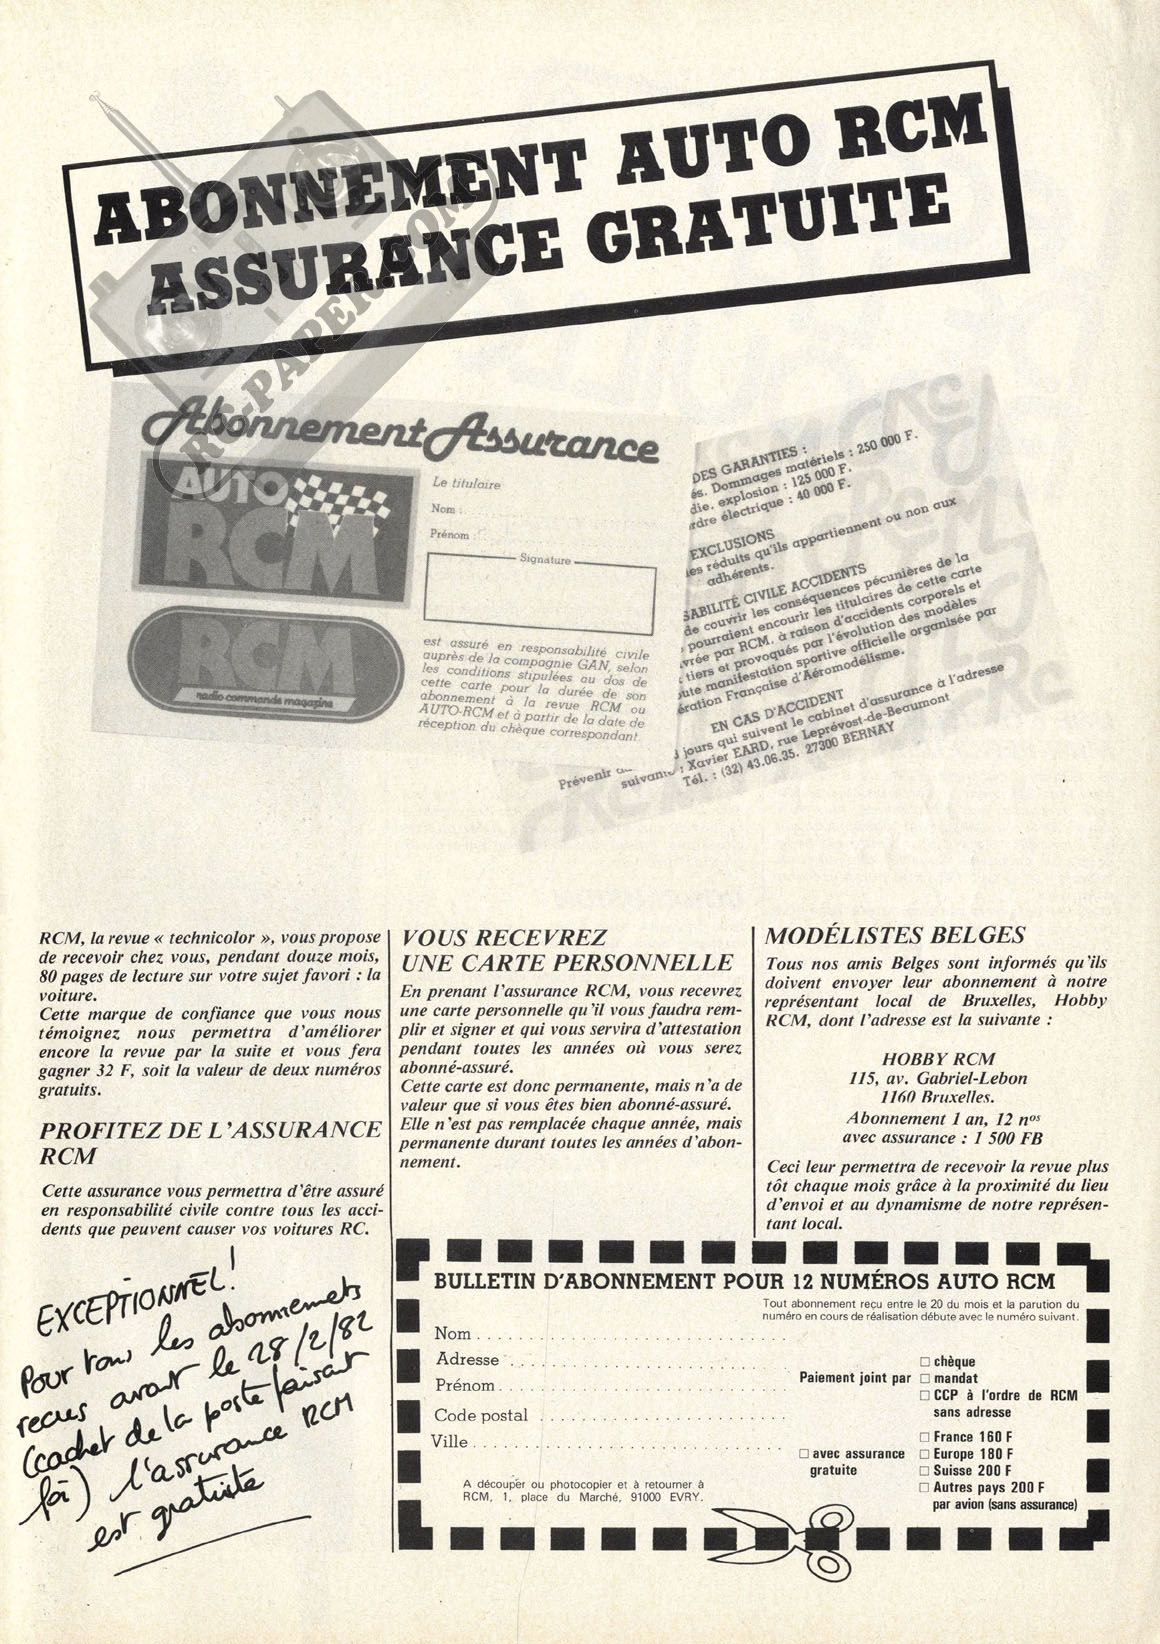 ABONNEMENT AUTO RCM
ASSURANCE GRATUITE
RC-PAPER.COM
Abonnement Assurance
AUTO
RCM
RCM
radio commande magazine
Le titulaire
Nom :
Prénom :
Signature
est assuré en responsabilité civile
auprès de la compagnie GAN, selon
les conditions stipulées au dos de
cette carte pour la durée de son
abonnement à la revue RCM ou
AUTO-RCM et à partir de la date de
réception du chèque correspondant.
DES GARANTIES :
és. Dommages matériels : 250 000 F.
die, explosion : 125 000 F.
rdre électrique : 40 000 F.
EXCLUSIONS
les réduits qu'ils appartiennent ou non aux
adhérents.
SABILITÉ CIVILE ACCIDENTS
de couvrir les conséquences pécunières de la
pourraient encourir les titulaires de cette carte
vrée par RCM, à raison d'accidents corporels et
tiers et provoqués par l'évolution des modèles
oute manifestation sportive officielle organisée par
ération Française d'Aéromodélisme.
EN CAS D'ACCIDENT
jours qui suivent le cabinet d'assurance à l'adresse
suivante : Xavier EARD, rue Leprévost-de-Beaumont
Tél. : (32) 43.06.35. 27300 BERNAY
RCM, la revue « technicolor », vous propose
de recevoir chez vous, pendant douze mois,
80 pages de lecture sur votre sujet favori : la
voiture.
Cette marque de confiance que vous nous
témoignez nous permettra d'améliorer
encore la revue par la suite et vous fera
gagner 32 F, soit la valeur de deux numéros
gratuits.
PROFITEZ DE L'ASSURANCE
RCM
Cette assurance vous permettra d'être assuré
en responsabilité civile contre tous les acci-
dents que peuvent causer vos voitures RC.
EXCEPTIONNEL !
Pour tous les abonnements
recus avant le 28/2/82
(cachet de la poste faisant
foi) l'assurance RCM
est gratuite
VOUS RECEVREZ
UNE CARTE PERSONNELLE
En prenant l'assurance RCM, vous recevrez
une carte personnelle qu'il vous faudra rem-
plir et signer et qui vous servira d'attestation
pendant toutes les années où vous serez
abonné-assuré.
Cette carte est donc permanente, mais n'a de
valeur que si vous êtes bien abonné-assuré.
Elle n'est pas remplacée chaque année, mais
permanente durant toutes les années d'abon-
nement.
MODÉLISTES BELGES
Tous nos amis Belges sont informés qu'ils
doivent envoyer leur abonnement à notre
représentant local de Bruxelles, Hobby
RCM, dont l'adresse est la suivante :
HOBBY RCM
115, av. Gabriel-Lebon
1160 Bruxelles.
Abonnement 1 an, 12 nos
avec assurance : 1 500 FB
Ceci leur permettra de recevoir la revue plus
tôt chaque mois grâce à la proximité du lieu
d'envoi et au dynamisme de notre représen-
tant local.
BULLETIN D'ABONNEMENT POUR 12 NUMÉROS AUTO RCM
Tout abonnement reçu entre le 20 du mois et la parution du
numéro en cours de réalisation débute avec le numéro suivant.
Nom
Adresse
Prénom
Code postal
Ville
A découper ou photocopier et à retourner à
RCM, 1, place du Marché, 91000 EVRY.
Paiement joint par
□ chèque
□ mandat
□ CCP à l'ordre de RCM
sans adresse
□ avec assurance
gratuite
□ France 160 F
□ Europe 180 F
□ Suisse 200 F
□ Autres pays 200 F
par avion (sans assurance)